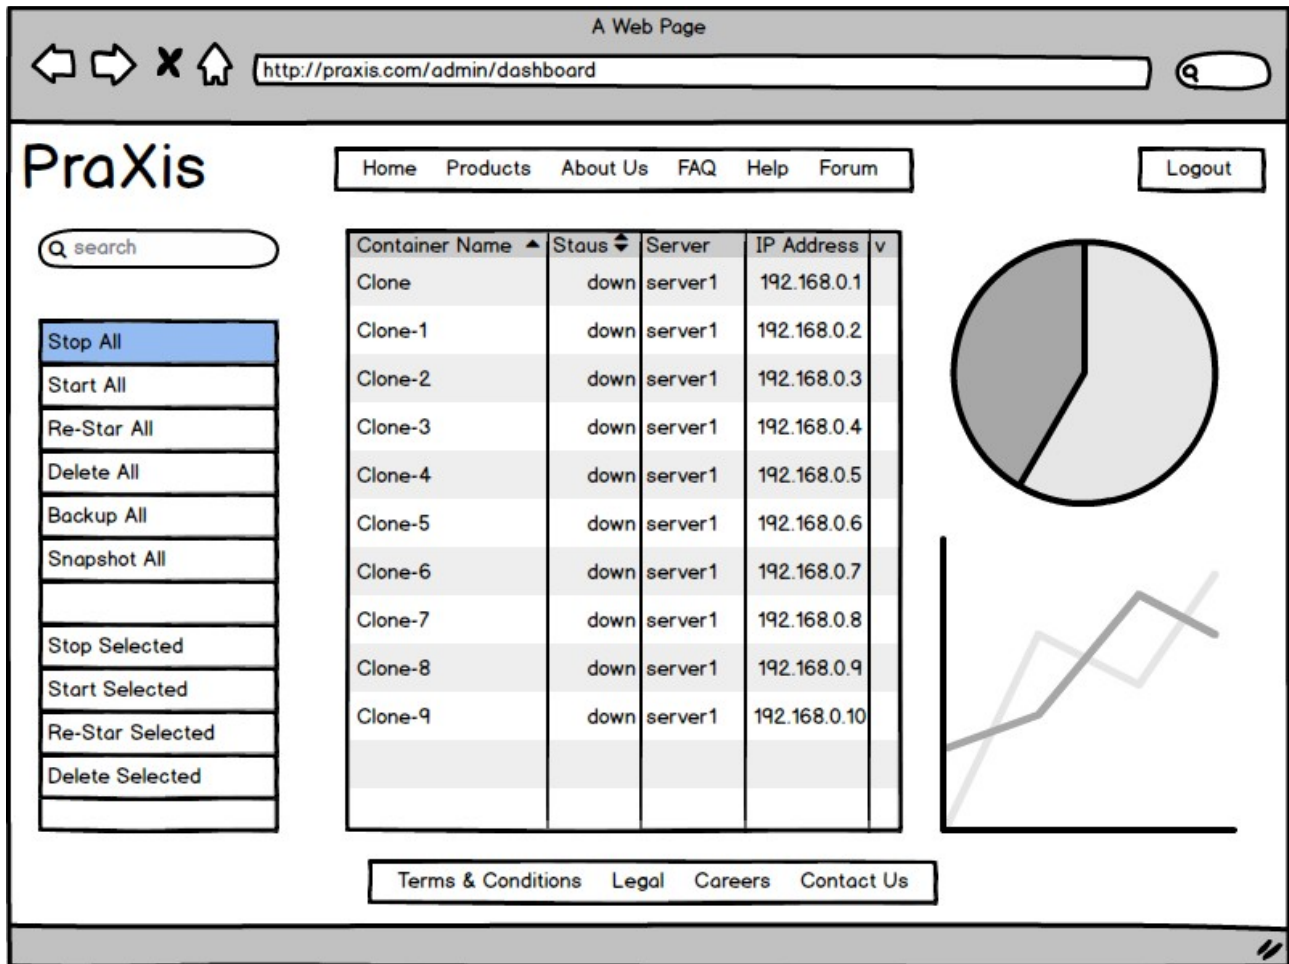 A Web Page
http://praxis.com/admin/dashboard
PraXis
Home Products About Us FAQ Help Forum
Logout
search
Stop All
Start All
Re-Star All
Delete All
Backup All
Snapshot All
Stop Selected
Start Selected
Re-Star Selected
Delete Selected
Container Name Staus Server IP Address v
Clone down server1 192.168.0.1
Clone-1 down server1 192.168.0.2
Clone-2 down server1 192.168.0.3
Clone-3 down server1 192.168.0.4
Clone-4 down server1 192.168.0.5
Clone-5 down server1 192.168.0.6
Clone-6 down server1 192.168.0.7
Clone-7 down server1 192.168.0.8
Clone-8 down server1 192.168.0.9
Clone-9 down server1 192.168.0.10
Terms & Conditions Legal Careers Contact Us